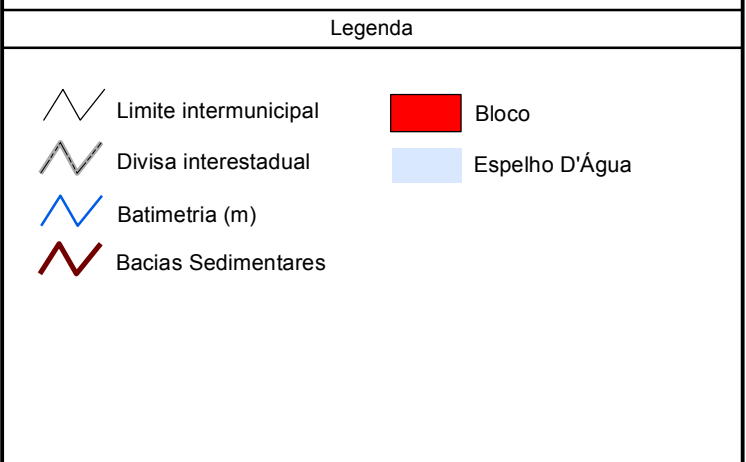 Legenda
Limite intermunicipal
Divisa interestadual
Batimetria (m)
Bacias Sedimentares
Bloco
Espelho D'Água